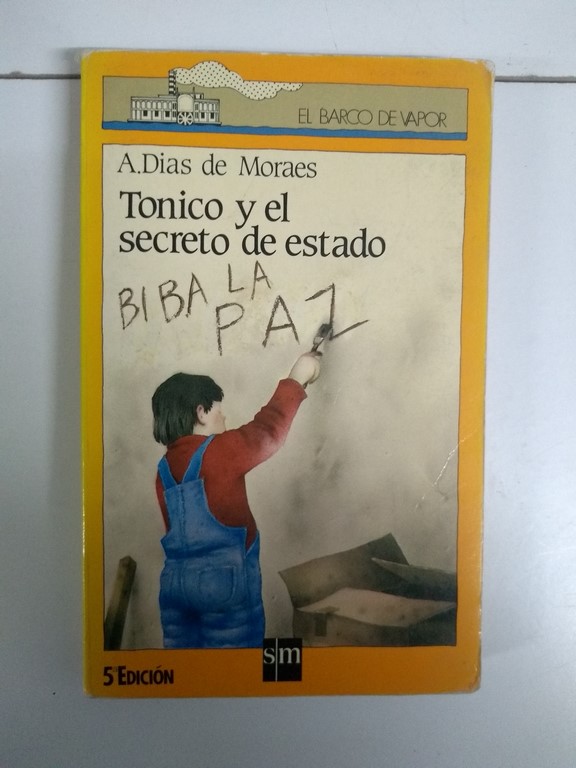 EL BARCO DE VAPOR
A.Dias de Moraes
Tonico y el
secreto de estado
BIBA LA
PAZ
sm
5ª EDICIÓN